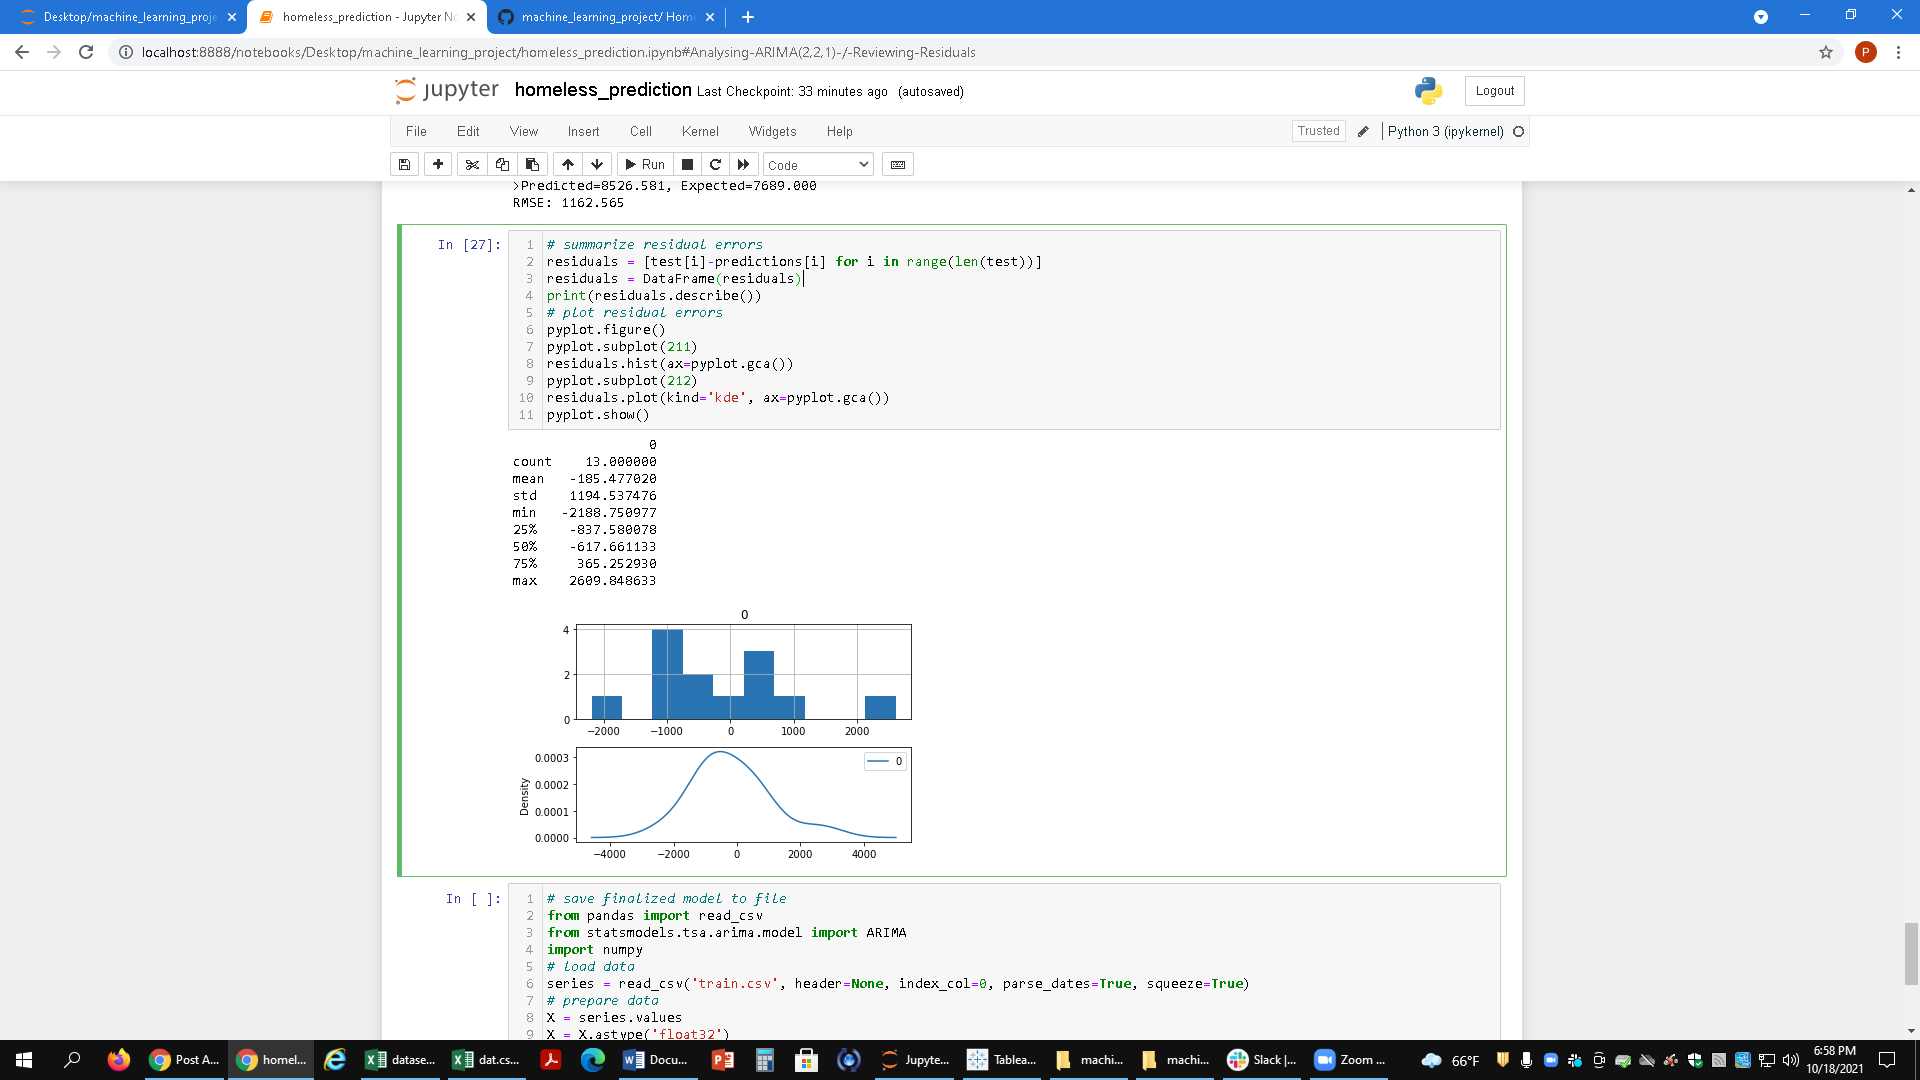 Desktop/machine_learning_proje
homeless_prediction - Jupyter No
machine_learning_project/ Home
localhost:8888/notebooks/Desktop/machine_learning_project/homeless_prediction.ipynb#Analysing-ARIMA(2,2,1)-/-Reviewing-Residuals
P
jupyter homeless_prediction Last Checkpoint: 33 minutes ago (autosaved)
Logout
File Edit View Insert Cell Kernel Widgets Help
Trusted
Python 3 (ipykernel)
Run
Code
>Predicted=8526.581, Expected=7689.000
RMSE: 1162.565
In [27]:
1 # summarize residual errors
2 residuals = [test[i]-predictions[i] for i in range(len(test))]
3 residuals = DataFrame(residuals)
4 print(residuals.describe())
5 # plot residual errors
6 pyplot.figure()
7 pyplot.subplot(211)
8 residuals.hist(ax=pyplot.gca())
9 pyplot.subplot(212)
10 residuals.plot(kind='kde', ax=pyplot.gca())
11 pyplot.show()
0
count 13.000000
mean -185.477020
std 1194.537476
min -2188.750977
25% -837.580078
50% -617.661133
75% 365.252930
max 2609.848633
0
4
2
0
−2000 −1000 0 1000 2000
0
Density
0.0003
0.0002
0.0001
0.0000
−4000 −2000 0 2000 4000
In [ ]:
1 # save finalized model to file
2 from pandas import read_csv
3 from statsmodels.tsa.arima.model import ARIMA
4 import numpy
5 # load data
6 series = read_csv('train.csv', header=None, index_col=0, parse_dates=True, squeeze=True)
7 # prepare data
8 X = series.values
9 X = X.astype('float32')
Post A...
homel...
datase...
dat.cs...
Docu...
Jupyte...
Tablea...
machi...
machi...
Slack |...
Zoom ...
66°F
6:58 PM
10/18/2021